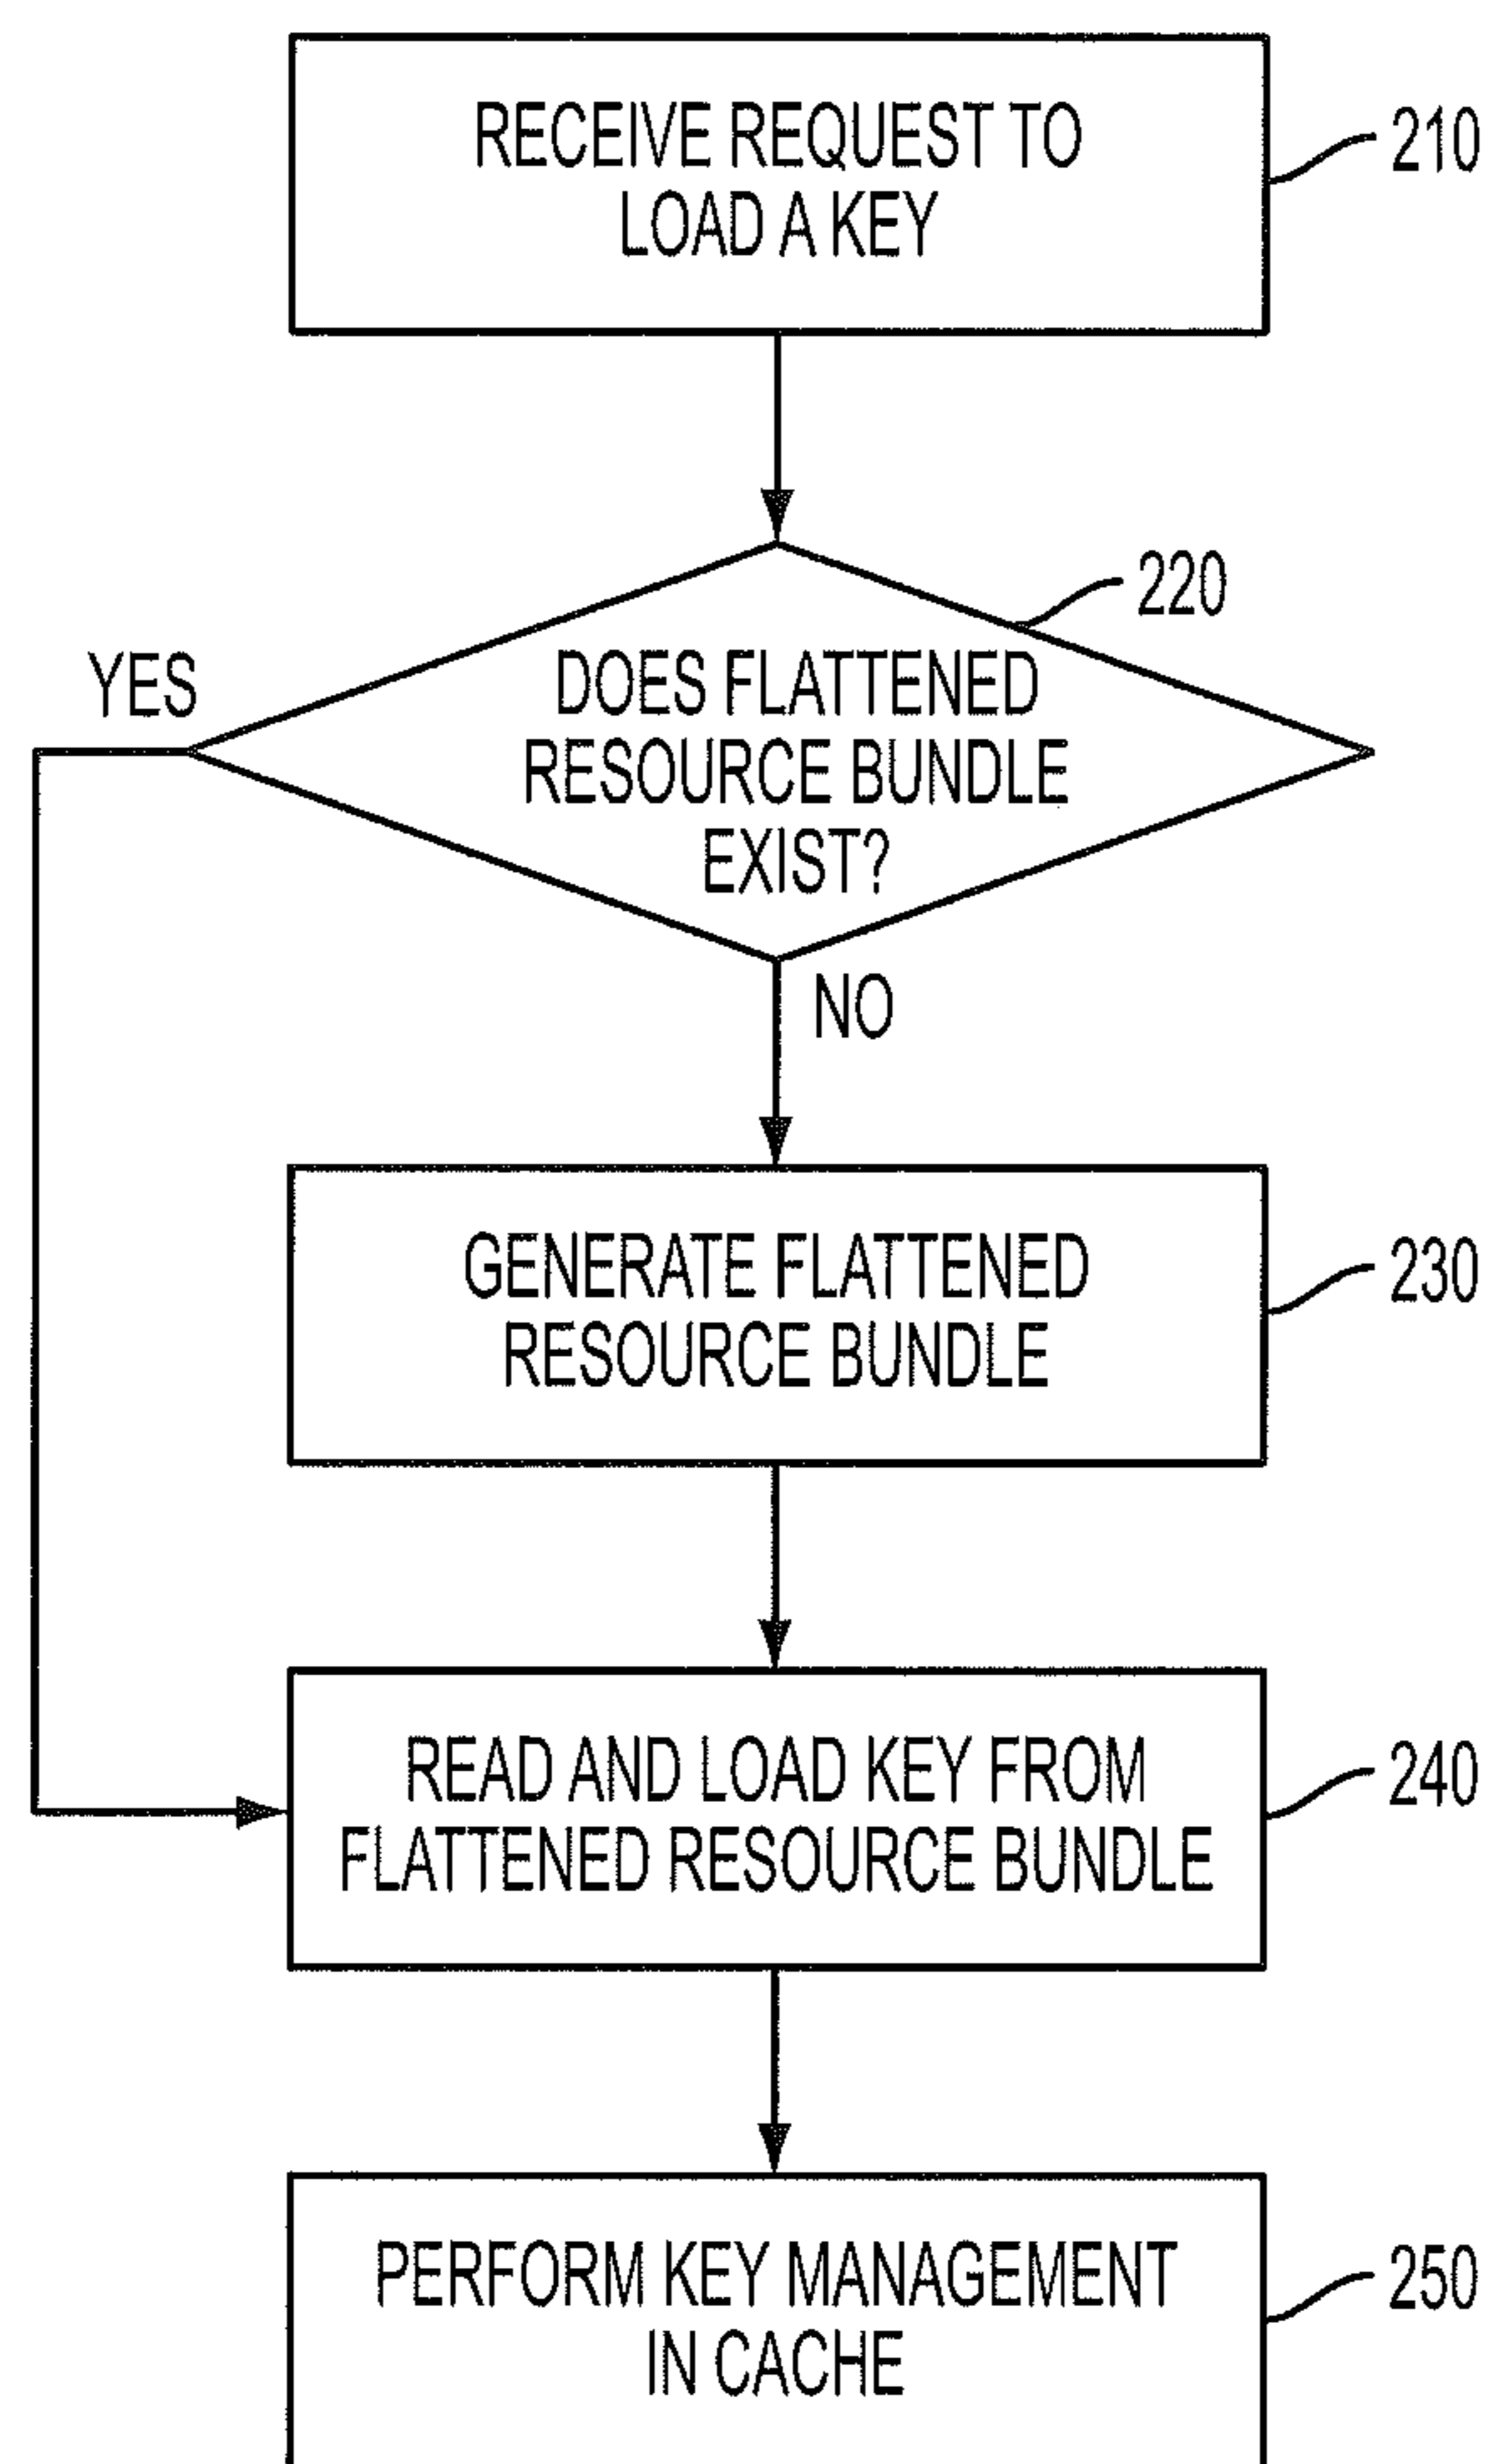 RECEIVE REQUEST TO
LOAD A KEY
210
220
YES
DOES FLATTENED
RESOURCE BUNDLE
EXIST?
NO
GENERATE FLATTENED
RESOURCE BUNDLE
230
READ AND LOAD KEY FROM
FLATTENED RESOURCE BUNDLE
240
PERFORM KEY MANAGEMENT
IN CACHE
250